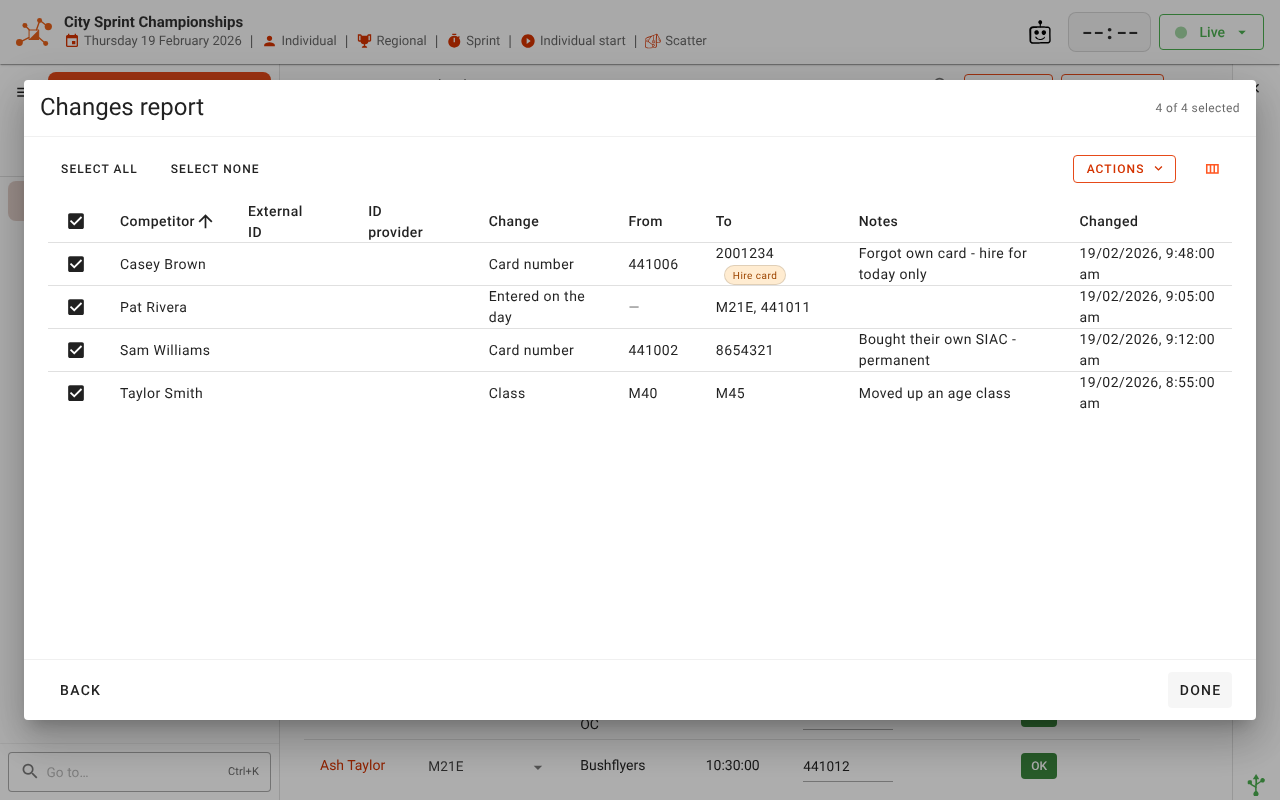 City Sprint Championships
Thursday 19 February 2026 | Individual | Regional | Sprint | Individual start | Scatter
--:--
Live
Changes report
4 of 4 selected
SELECT ALL
SELECT NONE
ACTIONS
Competitor
External
ID
ID
provider
Change
From
To
Notes
Changed
Casey Brown
Card number
441006
2001234
Hire card
Forgot own card - hire for
today only
19/02/2026, 9:48:00
am
Pat Rivera
Entered on the
day
—
M21E, 441011
19/02/2026, 9:05:00
am
Sam Williams
Card number
441002
8654321
Bought their own SIAC -
permanent
19/02/2026, 9:12:00
am
Taylor Smith
Class
M40
M45
Moved up an age class
19/02/2026, 8:55:00
am
BACK
DONE
OC
Go to...
Ctrl+K
Ash Taylor
M21E
Bushflyers
10:30:00
441012
OK